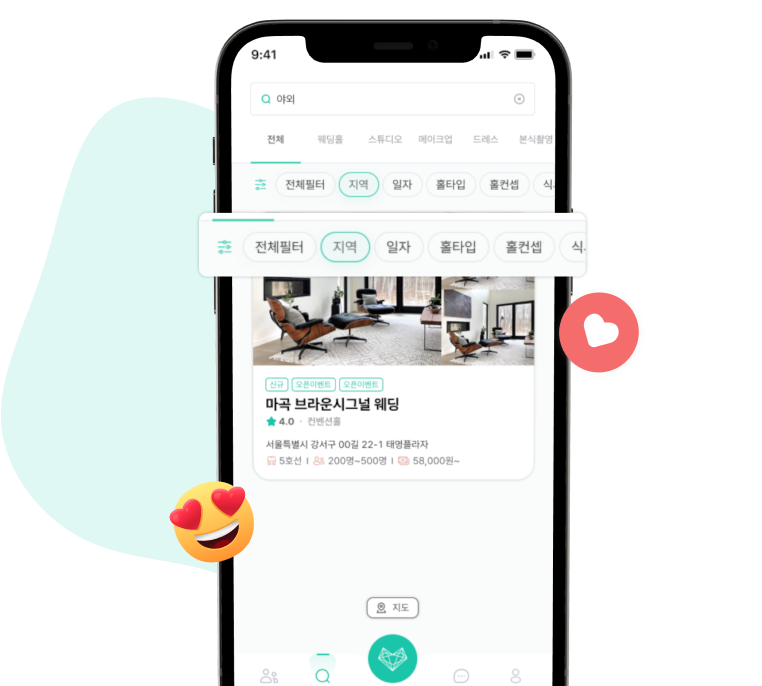 9:41
야외
전체 웨딩홀 스튜디오 메이크업 드레스 본식촬영
전체필터 지역 일자 홀타입 홀컨셉 식
전체필터 지역 일자 홀타입 홀컨셉 식
신규 오픈이벤트 오픈이벤트
마곡 브라운시그널 웨딩
4.0 · 컨벤션홀
서울특별시 강서구 00길 22-1 태영플라자
5호선 I 200명~500명 I 58,000원~
지도